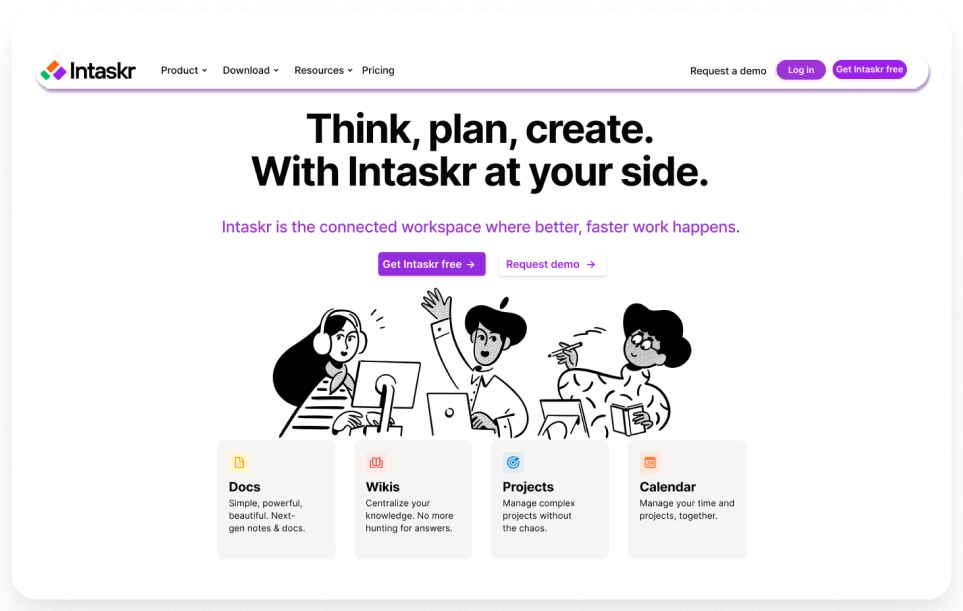 Intaskr Product Download Resources Pricing Request a demo Log in Get Intaskr free
Think, plan, create.
With Intaskr at your side.
Intaskr is the connected workspace where better, faster work happens.
Get Intaskr free → Request demo →
Docs
Simple, powerful,
beautiful. Next-
gen notes & docs.
Wikis
Centralize your
knowledge. No more
hunting for answers.
Projects
Manage complex
projects without
the chaos.
Calendar
Manage your time and
projects, together.